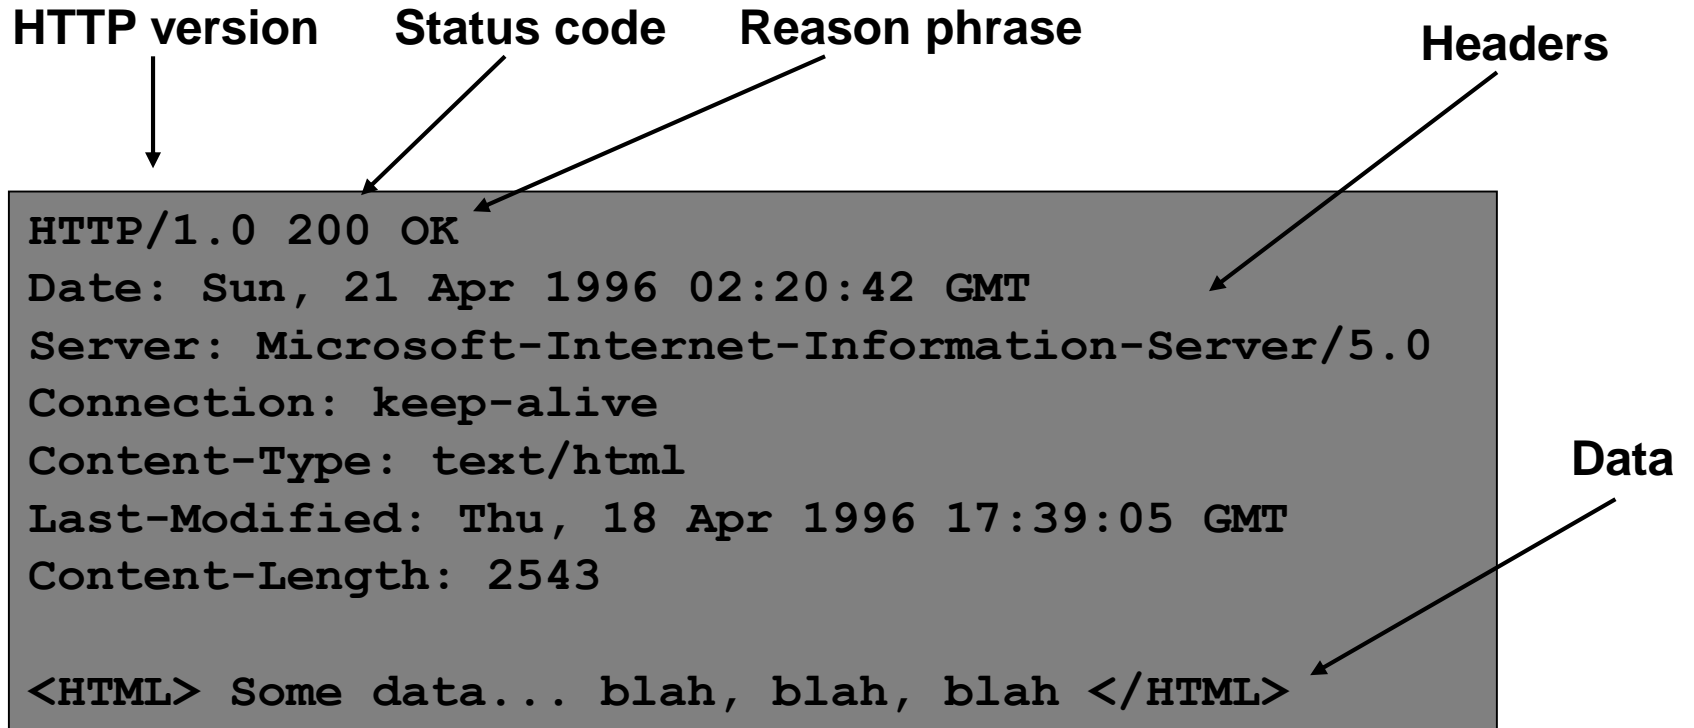 HTTP version Status code Reason phrase Headers
HTTP/1.0 200 OK
Date: Sun, 21 Apr 1996 02:20:42 GMT
Server: Microsoft-Internet-Information-Server/5.0
Connection: keep-alive
Content-Type: text/html
Data
Last-Modified: Thu, 18 Apr 1996 17:39:05 GMT
Content-Length: 2543
<HTML> Some data... blah, blah, blah </HTML>